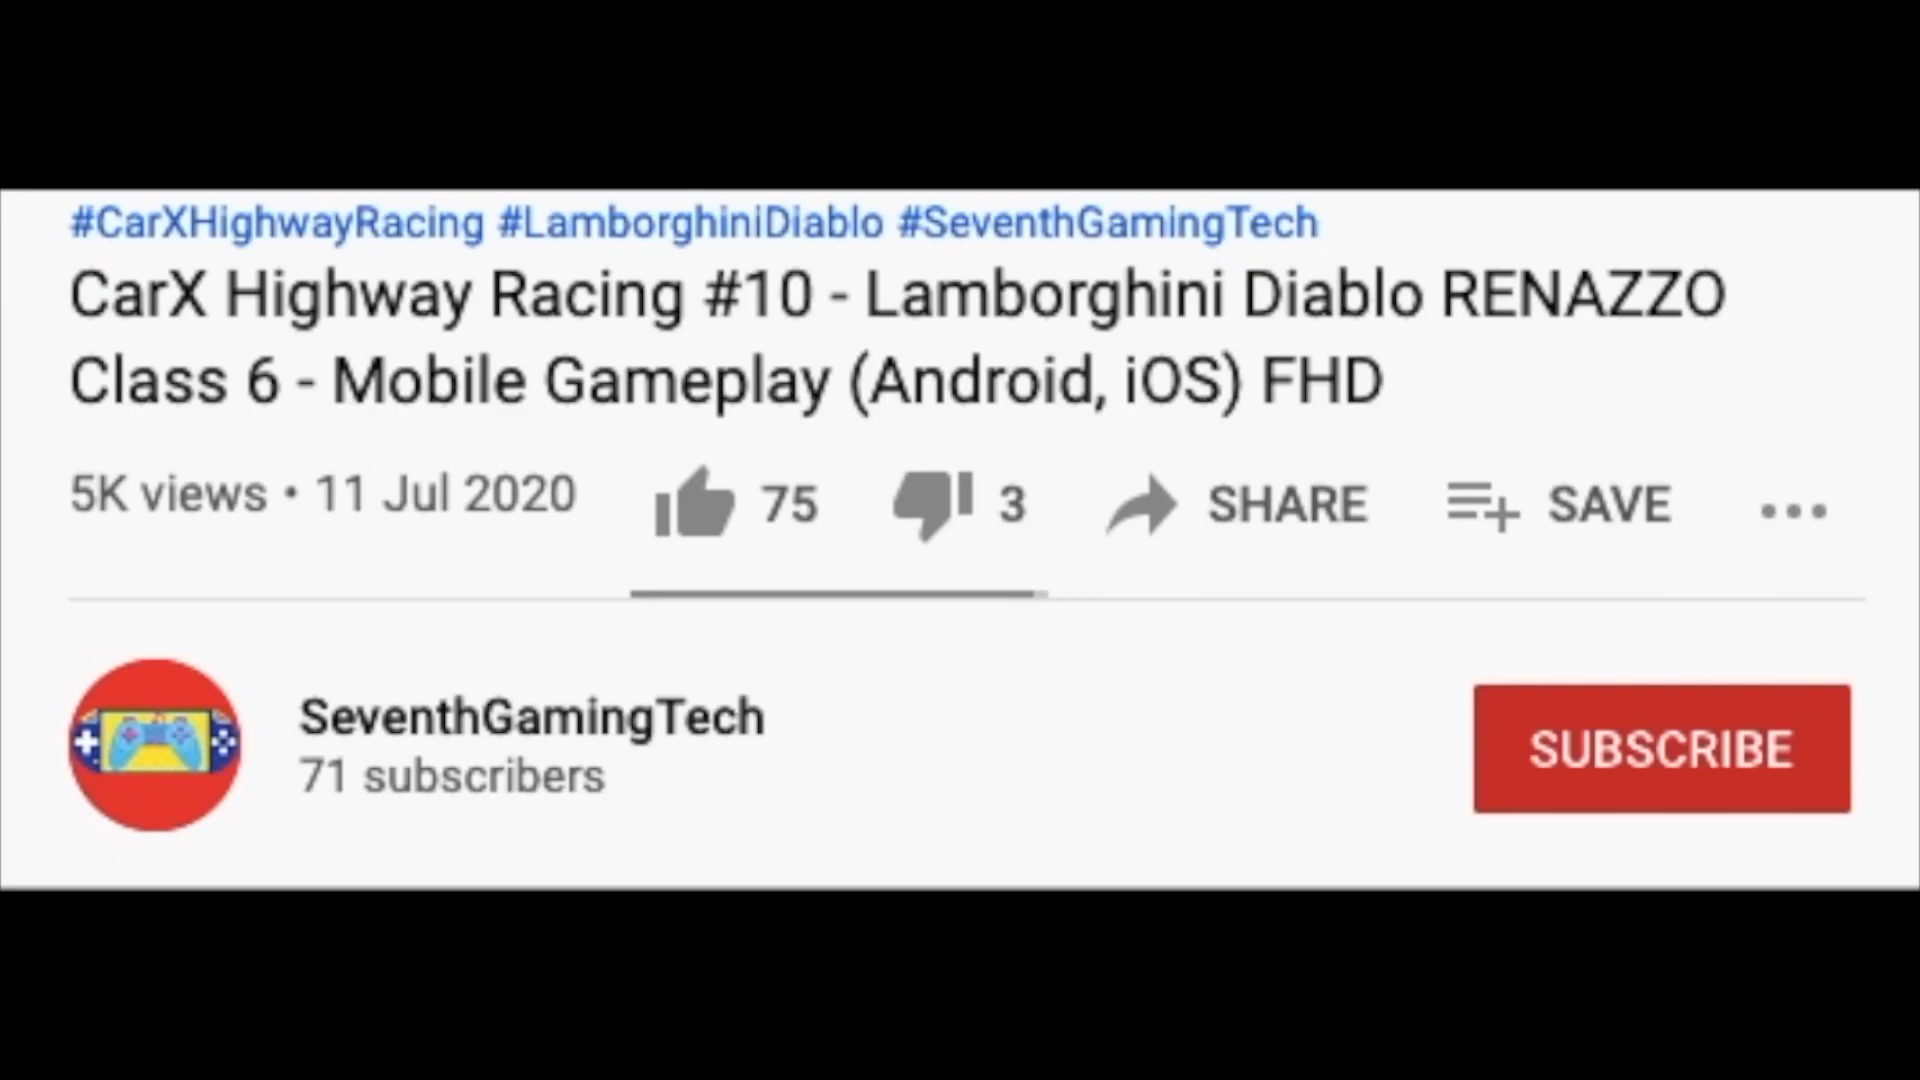 #CarXHighwayRacing #LamborghiniDiablo #SeventhGamingTech
CarX Highway Racing #10 - Lamborghini Diablo RENAZZO
Class 6 - Mobile Gameplay (Android, iOS) FHD
5K views • 11 Jul 2020 75 3 SHARE SAVE
SeventhGamingTech
71 subscribers
SUBSCRIBE